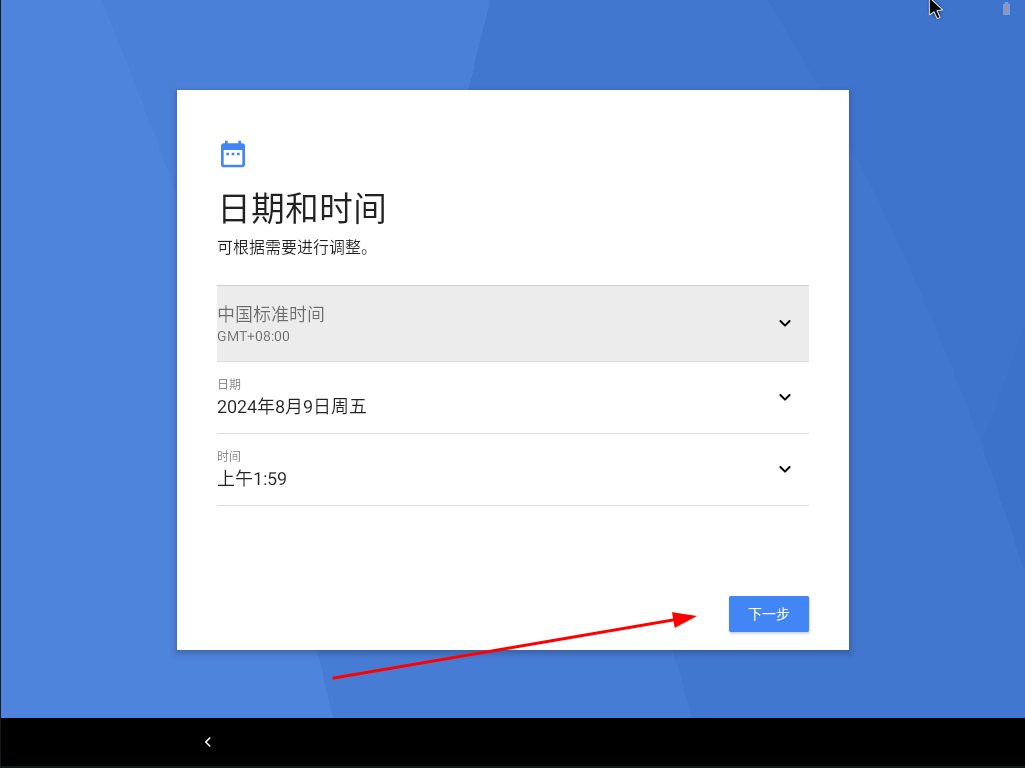 日期和时间
可根据需要进行调整。
中国标准时间
GMT+08:00
日期
2024年8月9日周五
时间
上午1:59
下一步